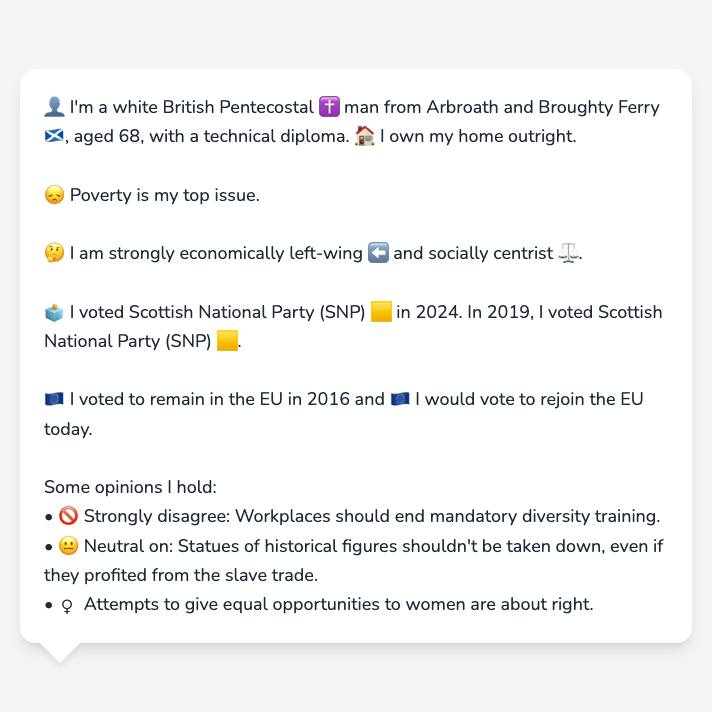 👤 I'm a white British Pentecostal ✝️ man from Arbroath and Broughty Ferry
🏴󠁧󠁢󠁳󠁣󠁴󠁿, aged 68, with a technical diploma. 🏠 I own my home outright.
😞 Poverty is my top issue.
🤔 I am strongly economically left-wing ⬅️ and socially centrist ⚖️.
🗳️ I voted Scottish National Party (SNP) 🟨 in 2024. In 2019, I voted Scottish
National Party (SNP) 🟨.
🇪🇺 I voted to remain in the EU in 2016 and 🇪🇺 I would vote to rejoin the EU
today.
Some opinions I hold:
• 🚫 Strongly disagree: Workplaces should end mandatory diversity training.
• 😐 Neutral on: Statues of historical figures shouldn't be taken down, even if
they profited from the slave trade.
• ♀ Attempts to give equal opportunities to women are about right.